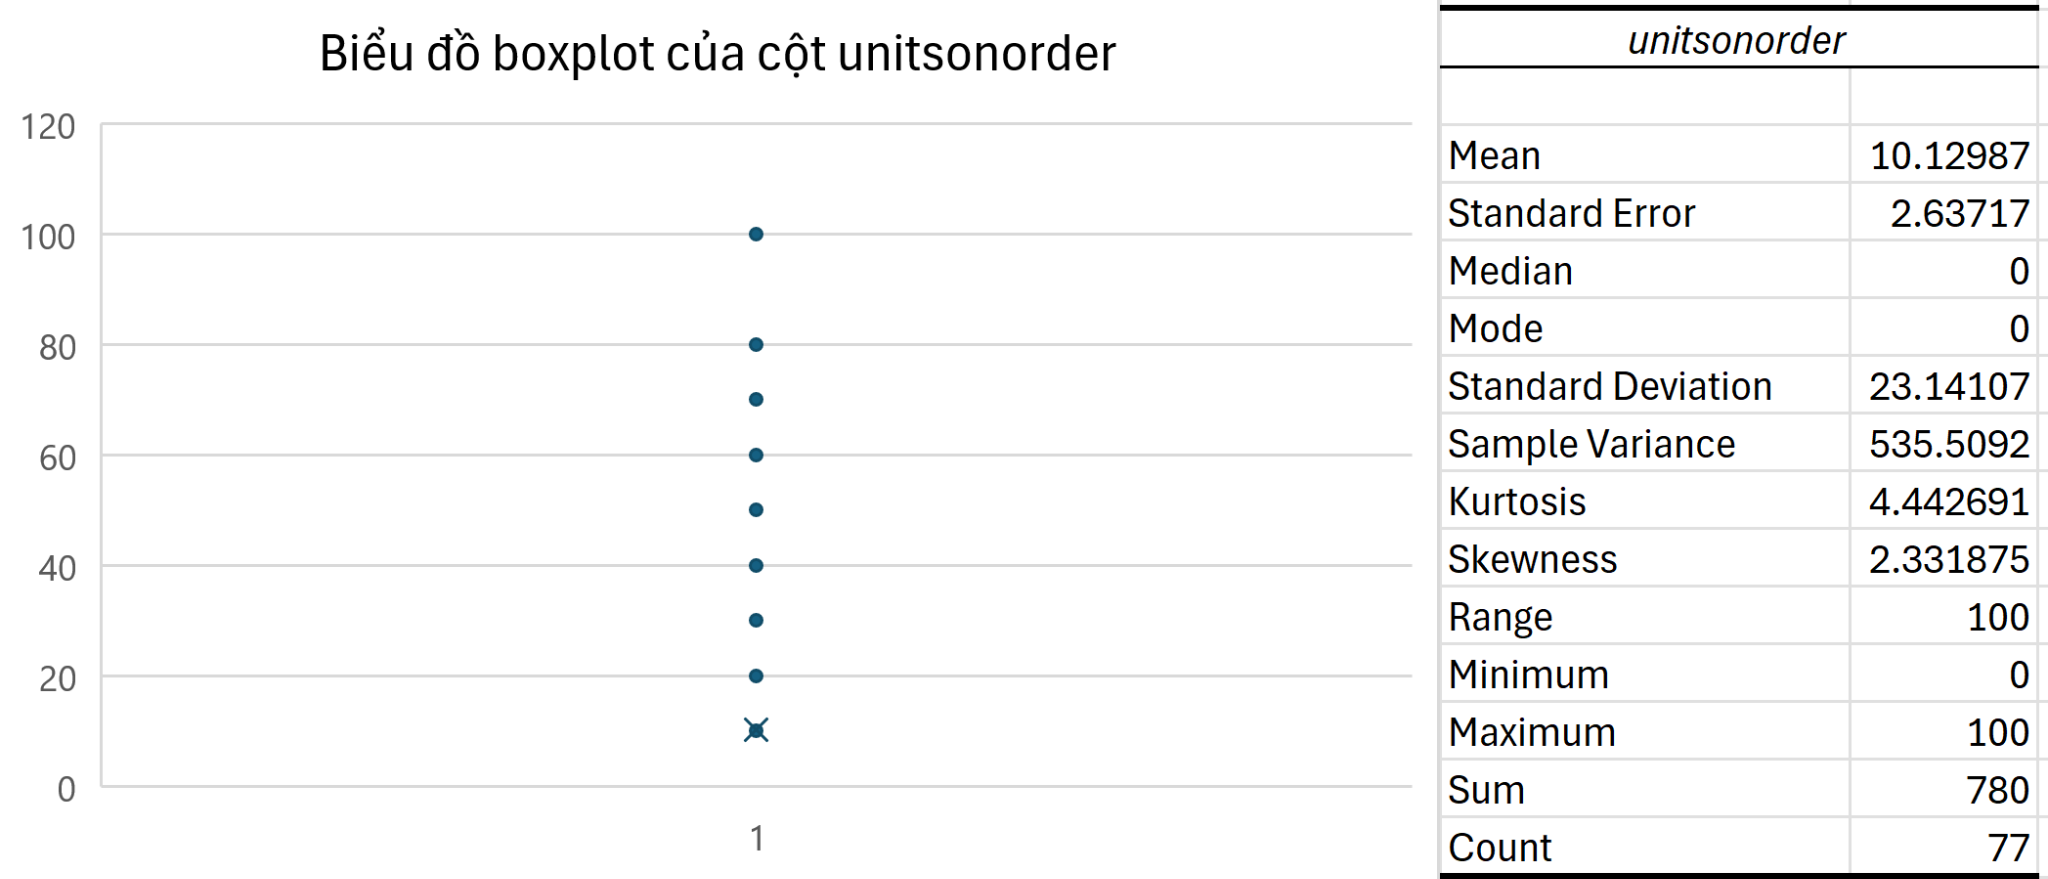 Biểu đồ boxplot của cột unitsonorder
120
100
80
60
40
20
0
1
unitsonorder
Mean 10.12987
Standard Error 2.63717
Median 0
Mode 0
Standard Deviation 23.14107
Sample Variance 535.5092
Kurtosis 4.442691
Skewness 2.331875
Range 100
Minimum 0
Maximum 100
Sum 780
Count 77